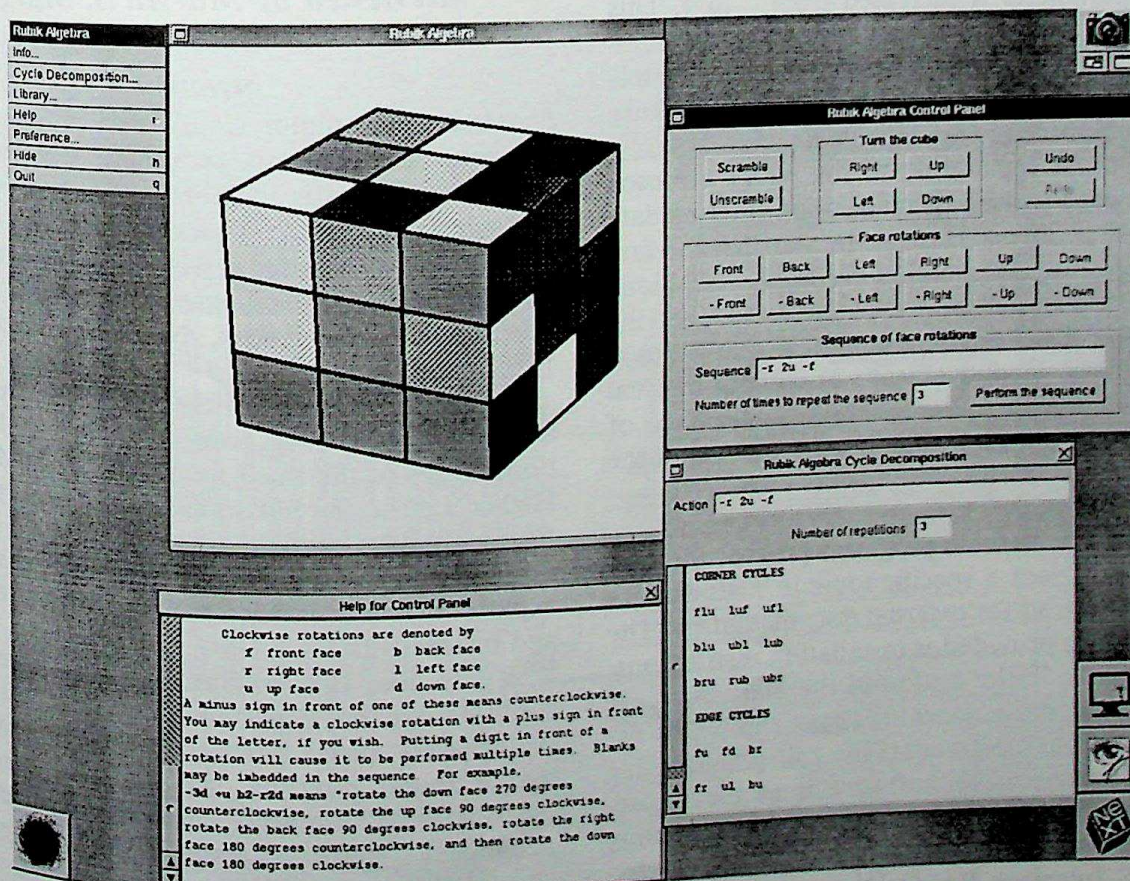 Rubik Algebra
Info...
Cycle Decomposition...
Library...
Help r
Preference...
Hide h
Quit q
Rubik Algebra
Rubik Algebra Control Panel
Turn the cube
Scramble
Unscramble
Right Up
Left Down
Undo
Redo
Face rotations
Front Back Left Right Up Down
- Front - Back - Left - Right - Up - Down
Sequence of face rotations
Sequence -r 2u -f
Number of times to repeat the sequence 3 Perform the sequence
Rubik Algebra Cycle Decomposition
Action -r 2u -f
Number of repetitions 3
CORNER CYCLES
flu luf ufl
blu ubl lub
bru rub ubr
EDGE CYCLES
fu fd br
fr ul bu
Help for Control Panel
Clockwise rotations are denoted by
f front face b back face
r right face l left face
u up face d down face.
A minus sign in front of one of these means counterclockwise.
You may indicate a clockwise rotation with a plus sign in front
of the letter, if you wish. Putting a digit in front of a
rotation will cause it to be performed multiple times. Blanks
may be imbedded in the sequence. For example,
-3d +u b2-r2d means "rotate the down face 270 degrees
counterclockwise, rotate the up face 90 degrees clockwise,
rotate the back face 90 degrees clockwise, rotate the right
face 180 degrees counterclockwise, and then rotate the down
face 180 degrees clockwise.
NeXT